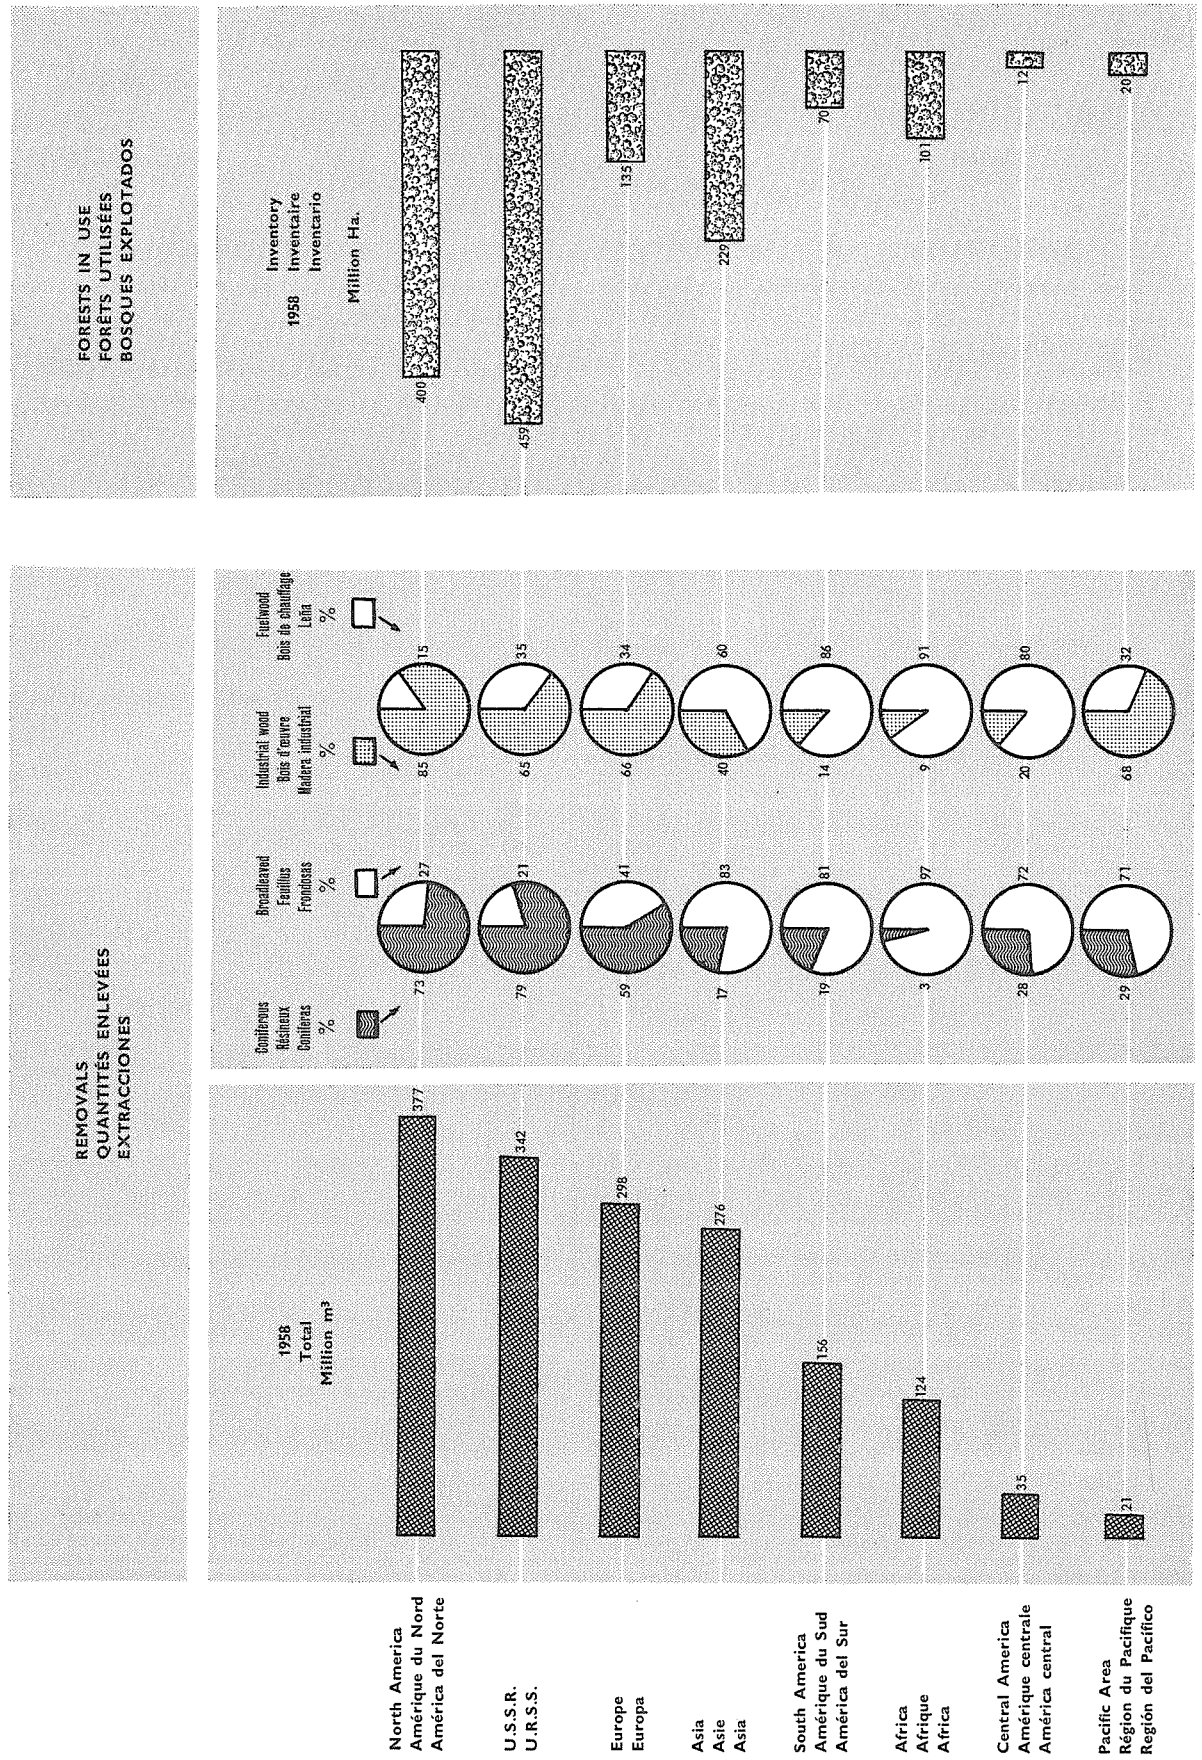 REMOVALS
QUANTITÉS ENLEVÉES
EXTRACCIONES
FORESTS IN USE
FORÊTS UTILISÉES
BOSQUES EXPLOTADOS
1958
Total
Million m³
Coniferous
Résineux
Coníferas
%
Broadleaved
Feuillus
Frondosas
%
Industrial wood
Bois d'œuvre
Madera industrial
%
Fuelwood
Bois de chauffage
Leña
%
Inventory
1958 Inventaire
Inventario
Million Ha.
North America
Amérique du Nord
América del Norte
377 73 27 85 15 400
U.S.S.R.
U.R.S.S.
342 79 21 65 35 459
Europe
Europa
298 59 41 66 34 135
Asia
Asie
Asia
276 17 83 40 60 229
South America
Amérique du Sud
América del Sur
156 19 81 14 86 70
Africa
Afrique
Africa
124 3 97 9 91 101
Central America
Amérique centrale
América central
35 28 72 20 80 12
Pacific Area
Région du Pacifique
Región del Pacífico
21 29 71 68 32 20